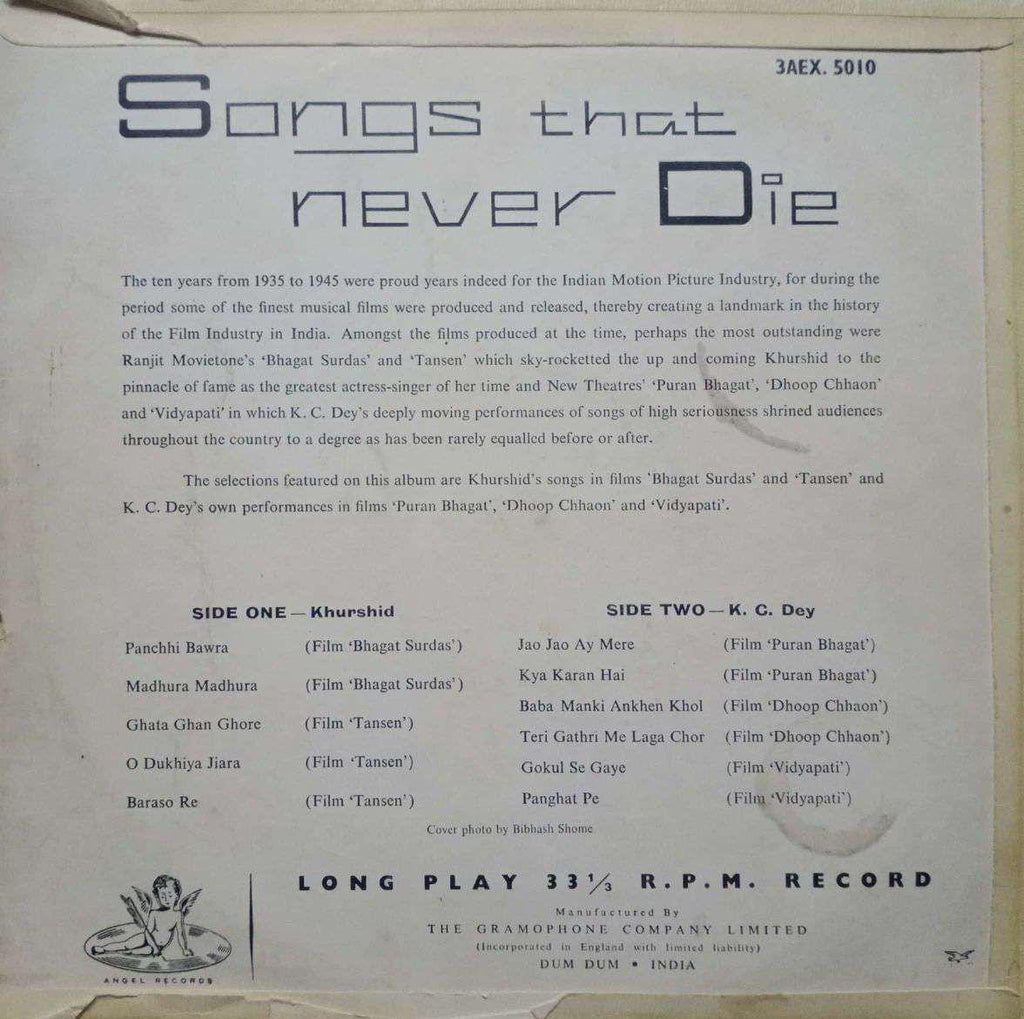 3AEX. 5010
Songs that
never Die
The ten years from 1935 to 1945 were proud years indeed for the Indian Motion Picture Industry, for during the
period some of the finest musical films were produced and released, thereby creating a landmark in the history
of the Film Industry in India. Amongst the films produced at the time, perhaps the most outstanding were
Ranjit Movietone's 'Bhagat Surdas' and 'Tansen' which sky-rocketted the up and coming Khurshid to the
pinnacle of fame as the greatest actress-singer of her time and New Theatres' 'Puran Bhagat', 'Dhoop Chhaon'
and 'Vidyapati' in which K. C. Dey's deeply moving performances of songs of high seriousness shrined audiences
throughout the country to a degree as has been rarely equalled before or after.
The selections featured on this album are Khurshid's songs in films 'Bhagat Surdas' and 'Tansen' and
K. C. Dey's own performances in films 'Puran Bhagat', 'Dhoop Chhaon' and 'Vidyapati'.
SIDE ONE — Khurshid
Panchhi Bawra (Film 'Bhagat Surdas')
Madhura Madhura (Film 'Bhagat Surdas')
Ghata Ghan Ghore (Film 'Tansen')
O Dukhiya Jiara (Film 'Tansen')
Baraso Re (Film 'Tansen')
SIDE TWO — K. C. Dey
Jao Jao Ay Mere (Film 'Puran Bhagat')
Kya Karan Hai (Film 'Puran Bhagat')
Baba Manki Ankhen Khol (Film 'Dhoop Chhaon')
Teri Gathri Me Laga Chor (Film 'Dhoop Chhaon')
Gokul Se Gaye (Film 'Vidyapati')
Panghat Pe (Film 'Vidyapati')
Cover photo by Bibhash Shome
LONG PLAY 33 1/3 R.P.M. RECORD
Manufactured By
THE GRAMOPHONE COMPANY LIMITED
(Incorporated in England with limited liability)
DUM DUM • INDIA
ANGEL RECORDS